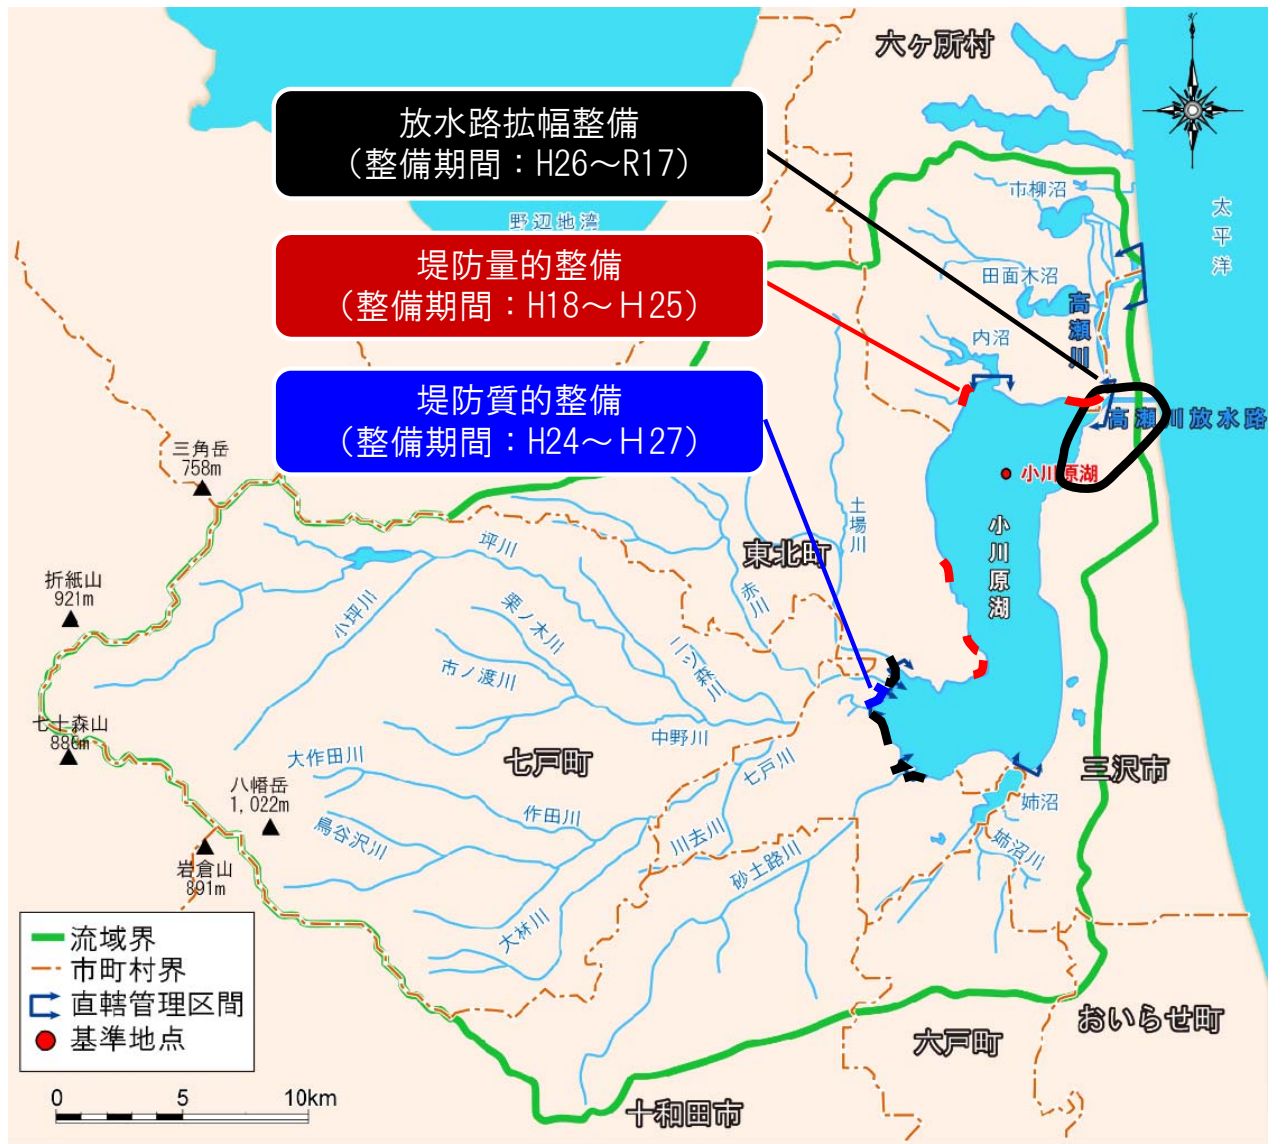 六ヶ所村
放水路拡幅整備
（整備期間：H26～R17）
市柳沼
太平洋
野辺地湾
堤防量的整備
（整備期間：H18～Ｈ25）
田面木沼
高瀬川
内沼
堤防質的整備
（整備期間：H24～Ｈ27）
高瀬川放水路
三角岳
758m
小川原湖
土場川
小川原湖
坪川
東北町
折紙山
921m
小坪川
栗ノ木川
赤川
二ツ森川
市ノ渡川
七十森山
886m
中野川
大作田川
七戸町
七戸川
三沢市
八幡岳
1,022m
姉沼
作田川
鳥谷沢川
川去川
姉沼川
岩倉山
891m
砂土路川
大林川
流域界
市町村界
直轄管理区間
基準地点
おいらせ町
六戸町
0 5 10km
十和田市